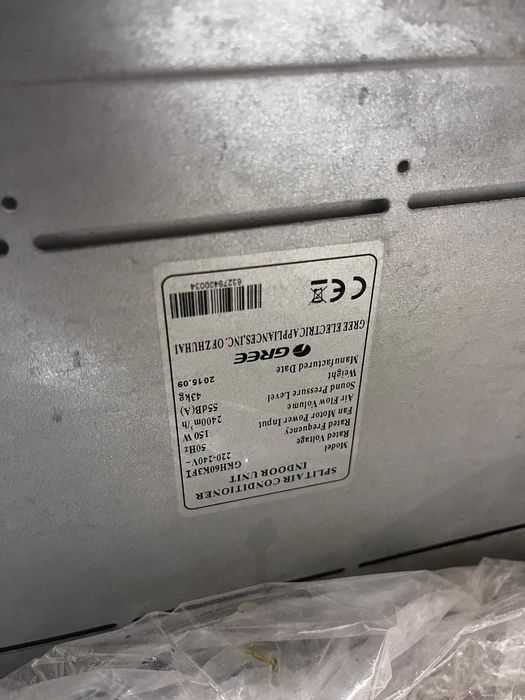 SPLIT AIR CONDITIONER
INDOOR UNIT
Model GKH60K3FI
Rated Voltage 220-240V~
Rated Frequency 50Hz
Fan Motor Power Input 150 W
Air Flow Volume 2400m³/h
Sound Pressure Level 55dB(A)
Weight 43kg
Manufactured Date 2015.09
GREE
GREE ELECTRIC APPLIANCES,INC. OF ZHUHAI
CE
63279400034